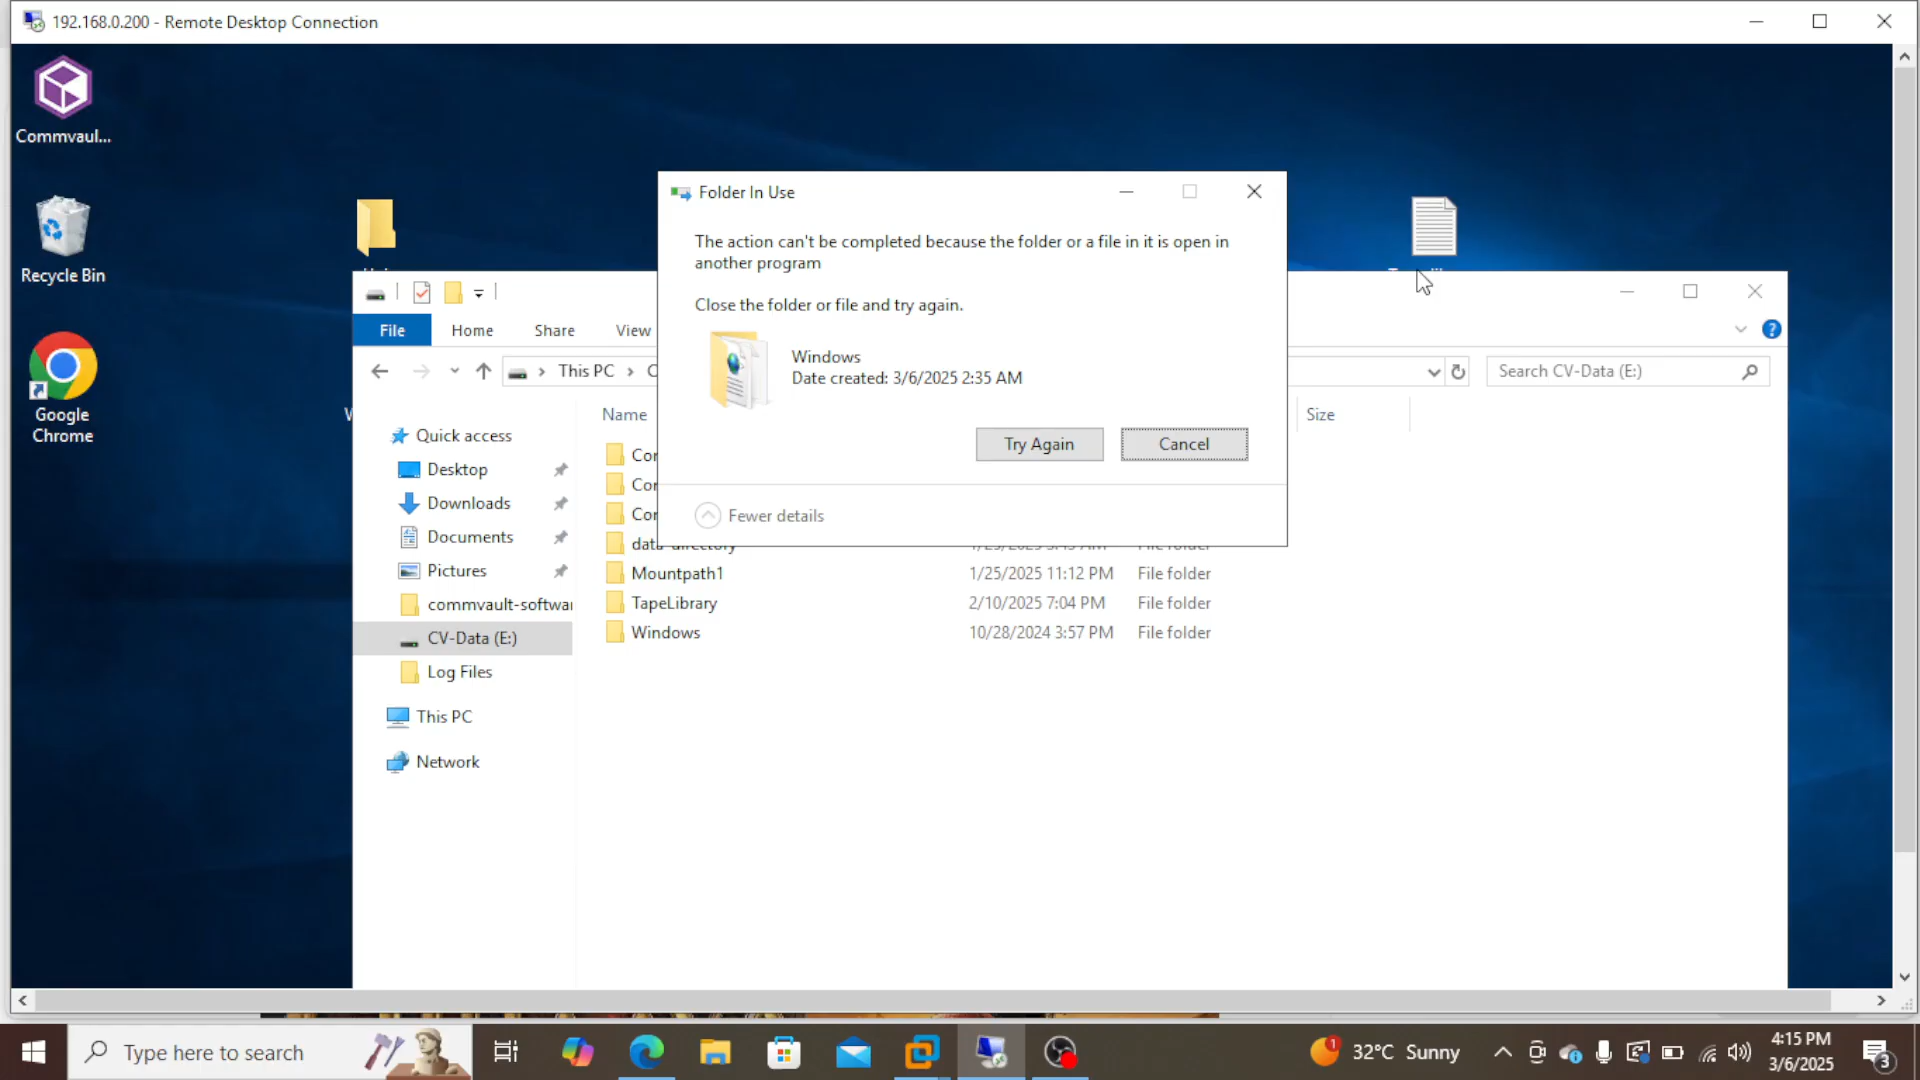 192.168.0.200 - Remote Desktop Connection
Commvaul...
Recycle Bin
Google
Chrome
Folder In Use
The action can't be completed because the folder or a file in it is open in
another program
Close the folder or file and try again.
Windows
Date created: 3/6/2025 2:35 AM
Try Again
Cancel
Fewer details
File
Home
Share
View
This PC
Search CV-Data (E:)
Name
Size
Quick access
Desktop
Downloads
Documents
Pictures
commvault-softwar
CV-Data (E:)
Log Files
This PC
Network
data-directory
File folder
Mountpath1 1/25/2025 11:12 PM File folder
TapeLibrary 2/10/2025 7:04 PM File folder
Windows 10/28/2024 3:57 PM File folder
Type here to search
32°C Sunny
4:15 PM
3/6/2025
3